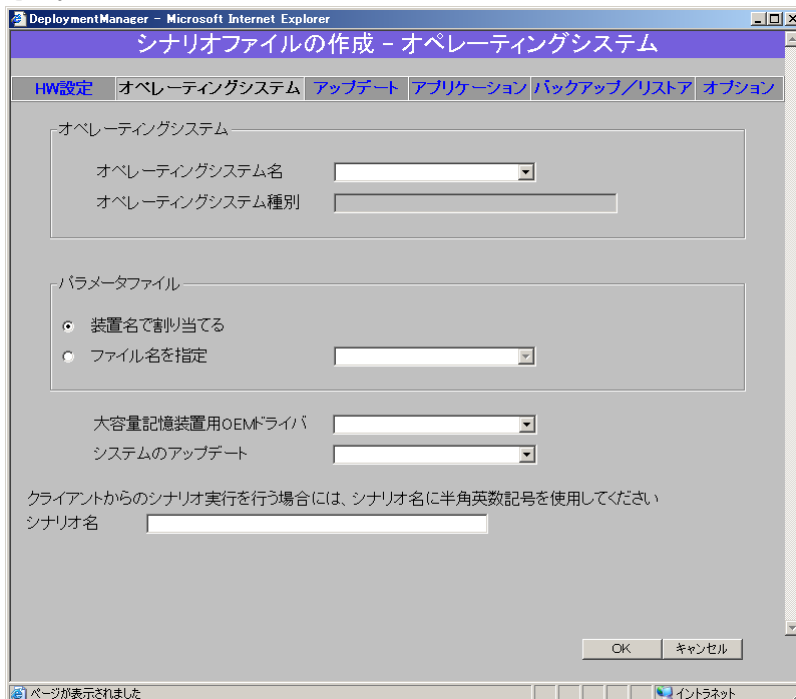 DeploymentManager - Microsoft Internet Explorer
シナリオファイルの作成 - オペレーティングシステム
HW設定 オペレーティングシステム アップデート アプリケーション バックアップ／リストア オプション
オペレーティングシステム
オペレーティングシステム名
オペレーティングシステム種別
パラメータファイル
装置名で割り当てる
ファイル名を指定
大容量記憶装置用OEMドライバ
システムのアップデート
クライアントからのシナリオ実行を行う場合には、シナリオ名に半角英数記号を使用してください
シナリオ名
OK キャンセル
ページが表示されました イントラネット